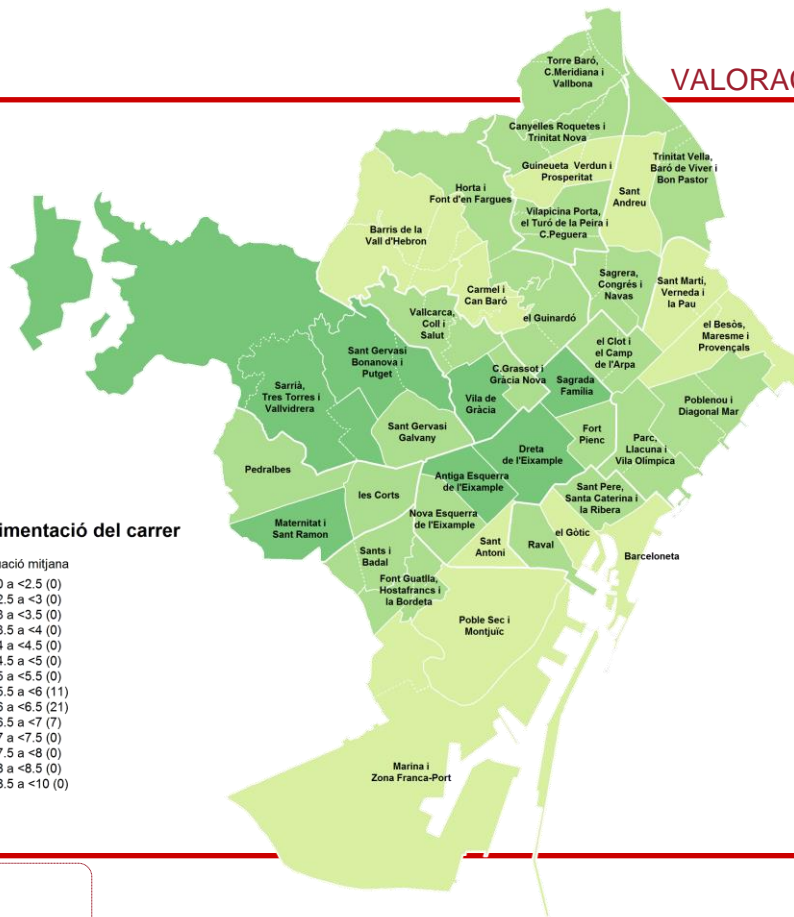 VALORAC
Torre Baró,
C.Meridiana i
Vallbona
Canyelles Roquetes i
Trinitat Nova
Guineueta Verdun i
Prosperitat
Trinitat Vella,
Baró de Viver i
Bon Pastor
Sant
Andreu
Horta i
Font d'en Fargues
Vilapicina Porta,
el Turó de la Peira i
C.Peguera
Barris de la
Vall d'Hebron
Carmel i
Can Baró
Sagrera,
Congrés i
Navas
Sant Martí,
Verneda i
la Pau
Vallcarca,
Coll i
Salut
el Guinardó
el Besòs,
Maresme i
Provençals
el Clot i
el Camp
de l'Arpa
Sant Gervasi
Bonanova i
Putget
C.Grassot i
Gràcia Nova
Sagrada
Família
Sarrià,
Tres Torres i
Vallvidrera
Vila de
Gràcia
Poblenou i
Diagonal Mar
Sant Gervasi
Galvany
Fort
Pienc
Parc,
Llacuna i
Vila Olímpica
Dreta
de l'Eixample
Pedralbes
Antiga Esquerra
de l'Eixample
les Corts
Sant Pere,
Santa Caterina i
la Ribera
Nova Esquerra
de l'Eixample
Maternitat i
Sant Ramon
el Gòtic
Sant
Antoni
Raval
Barceloneta
Sants i
Badal
Font Guatlla,
Hostafrancs i
la Bordeta
Poble Sec i
Montjuïc
Marina i
Zona Franca-Port
imentació del carrer
uació mitjana
0 a <2.5 (0)
2.5 a <3 (0)
3 a <3.5 (0)
3.5 a <4 (0)
4 a <4.5 (0)
4.5 a <5 (0)
5 a <5.5 (0)
5.5 a <6 (11)
6 a <6.5 (21)
6.5 a <7 (7)
7 a <7.5 (0)
7.5 a <8 (0)
8 a <8.5 (0)
8.5 a <10 (0)